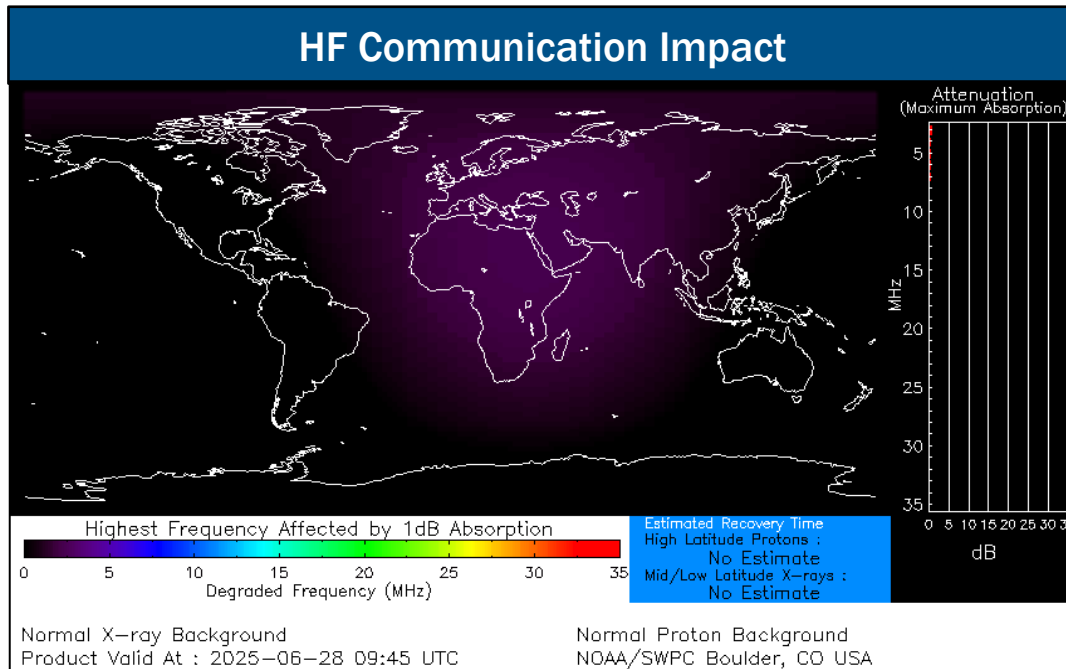 HF Communication Impact
Attenuation
(Maximum Absorption)
5
10
15
20
25
30
35
MHz
0 5 10 15 20 25 30 3
dB
Highest Frequency Affected by 1dB Absorption
0 5 10 15 20 25 30 35
Degraded Frequency (MHz)
Estimated Recovery Time
High Latitude Protons :
No Estimate
Mid/Low Latitude X-rays :
No Estimate
Normal X-ray Background
Product Valid At : 2025-06-28 09:45 UTC
Normal Proton Background
NOAA/SWPC Boulder, CO USA